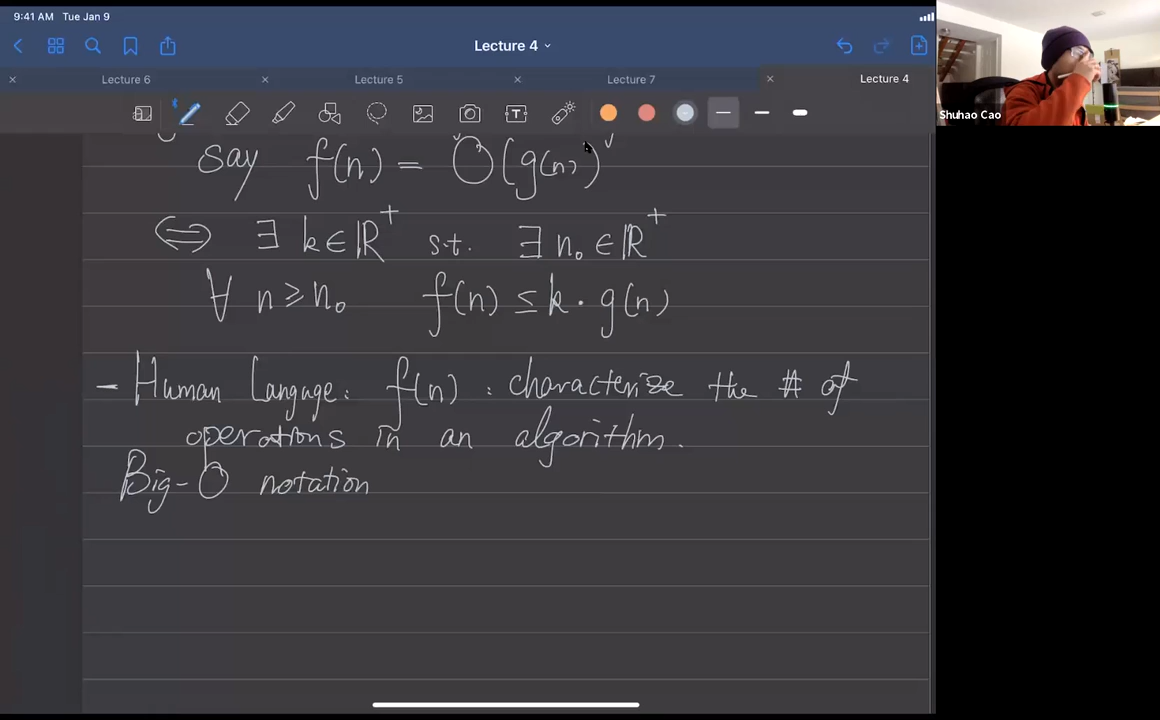 9:41 AM Tue Jan 9
Lecture 4
Lecture 6
Lecture 5
Lecture 7
Lecture 4
Shuhao Cao
say f(n) = O(g(n))
⟺ ∃ k ∈ ℝ⁺ s.t. ∃ n₀ ∈ ℝ⁺
∀ n ≥ n₀ f(n) ≤ k · g(n)
- Human Languge: f(n) : characterize the # of
operations in an algorithm.
Big-O notation